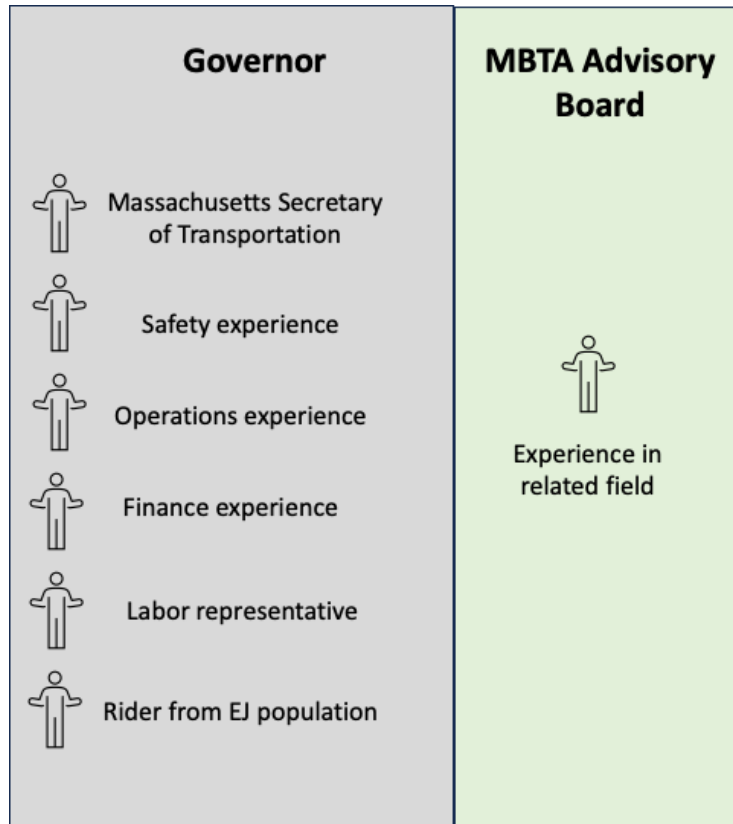 Governor
Massachusetts Secretary
of Transportation
Safety experience
Operations experience
Finance experience
Labor representative
Rider from EJ population
MBTA Advisory
Board
Experience in
related field